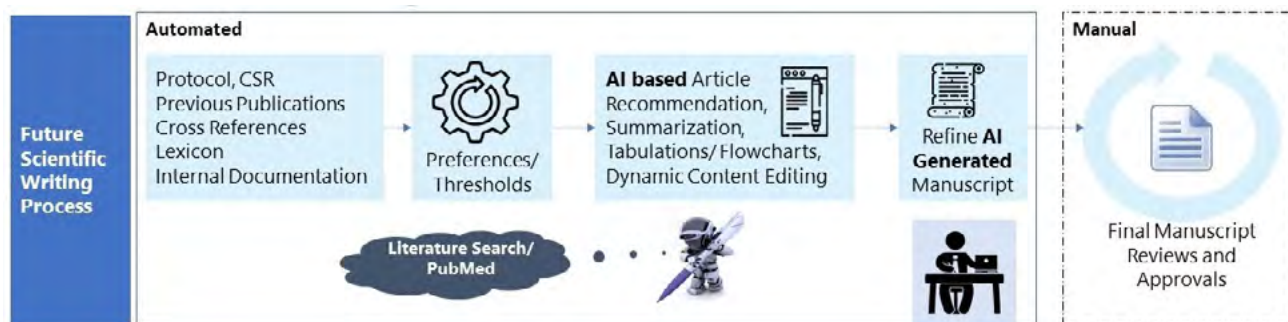 Future
Scientific
Writing
Process
Automated
Protocol, CSR
Previous Publications
Cross References
Lexicon
Internal Documentation
Preferences/
Thresholds
AI based Article
Recommendation,
Summarization,
Tabulations/ Flowcharts,
Dynamic Content Editing
Refine AI
Generated
Manuscript
Literature Search/
PubMed
Manual
Final Manuscript
Reviews and
Approvals